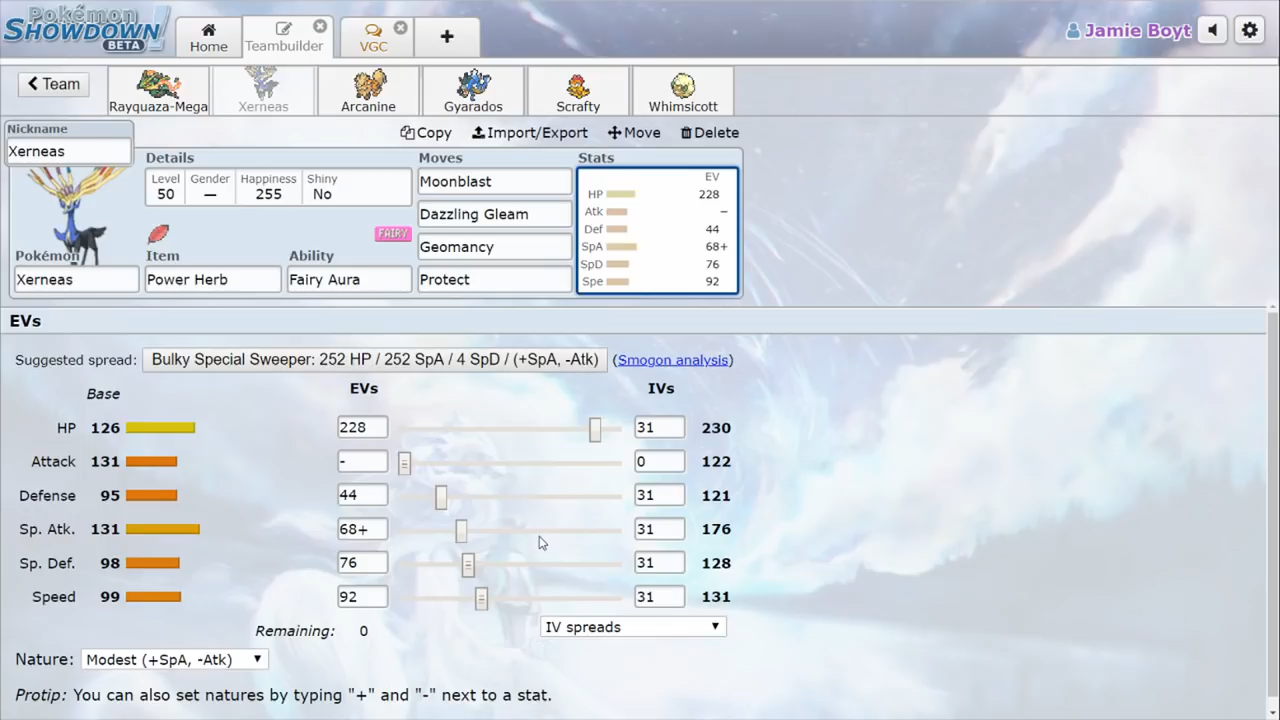 Pokémon
SHOWDOWN!
BETA
Home
Teambuilder
VGC
+
Jamie Boyt
Team
Rayquaza-Mega
Xerneas
Arcanine
Gyarados
Scrafty
Whimsicott
Copy
Import/Export
Move
Delete
Nickname
Xerneas
Details
Level
50
Gender
—
Happiness
255
Shiny
No
FAIRY
Pokémon
Xerneas
Item
Power Herb
Ability
Fairy Aura
Moves
Moonblast
Dazzling Gleam
Geomancy
Protect
Stats
EV
HP 228
Atk –
Def 44
SpA 68+
SpD 76
Spe 92
EVs
Suggested spread: Bulky Special Sweeper: 252 HP / 252 SpA / 4 SpD / (+SpA, -Atk) (Smogon analysis)
Base EVs IVs
HP 126 228 31 230
Attack 131 - 0 122
Defense 95 44 31 121
Sp. Atk. 131 68+ 31 176
Sp. Def. 98 76 31 128
Speed 99 92 31 131
Remaining: 0
IV spreads
Nature: Modest (+SpA, -Atk)
Protip: You can also set natures by typing "+" and "-" next to a stat.